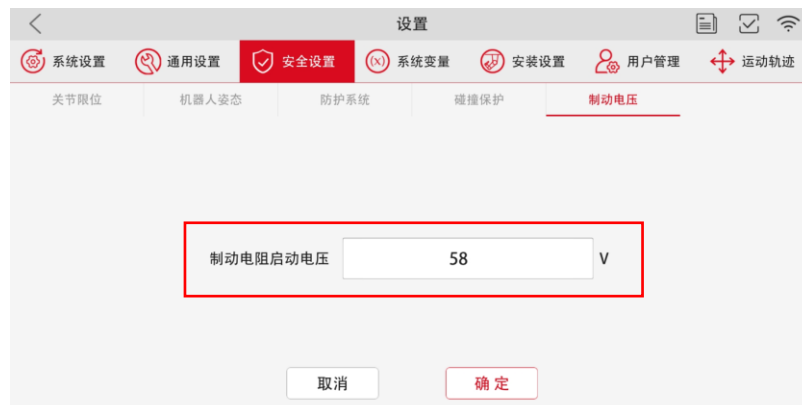 设置
系统设置 通用设置 安全设置 (x) 系统变量 安装设置 用户管理 运动轨迹
关节限位 机器人姿态 防护系统 碰撞保护 制动电压
制动电阻启动电压 58 V
取消 确定